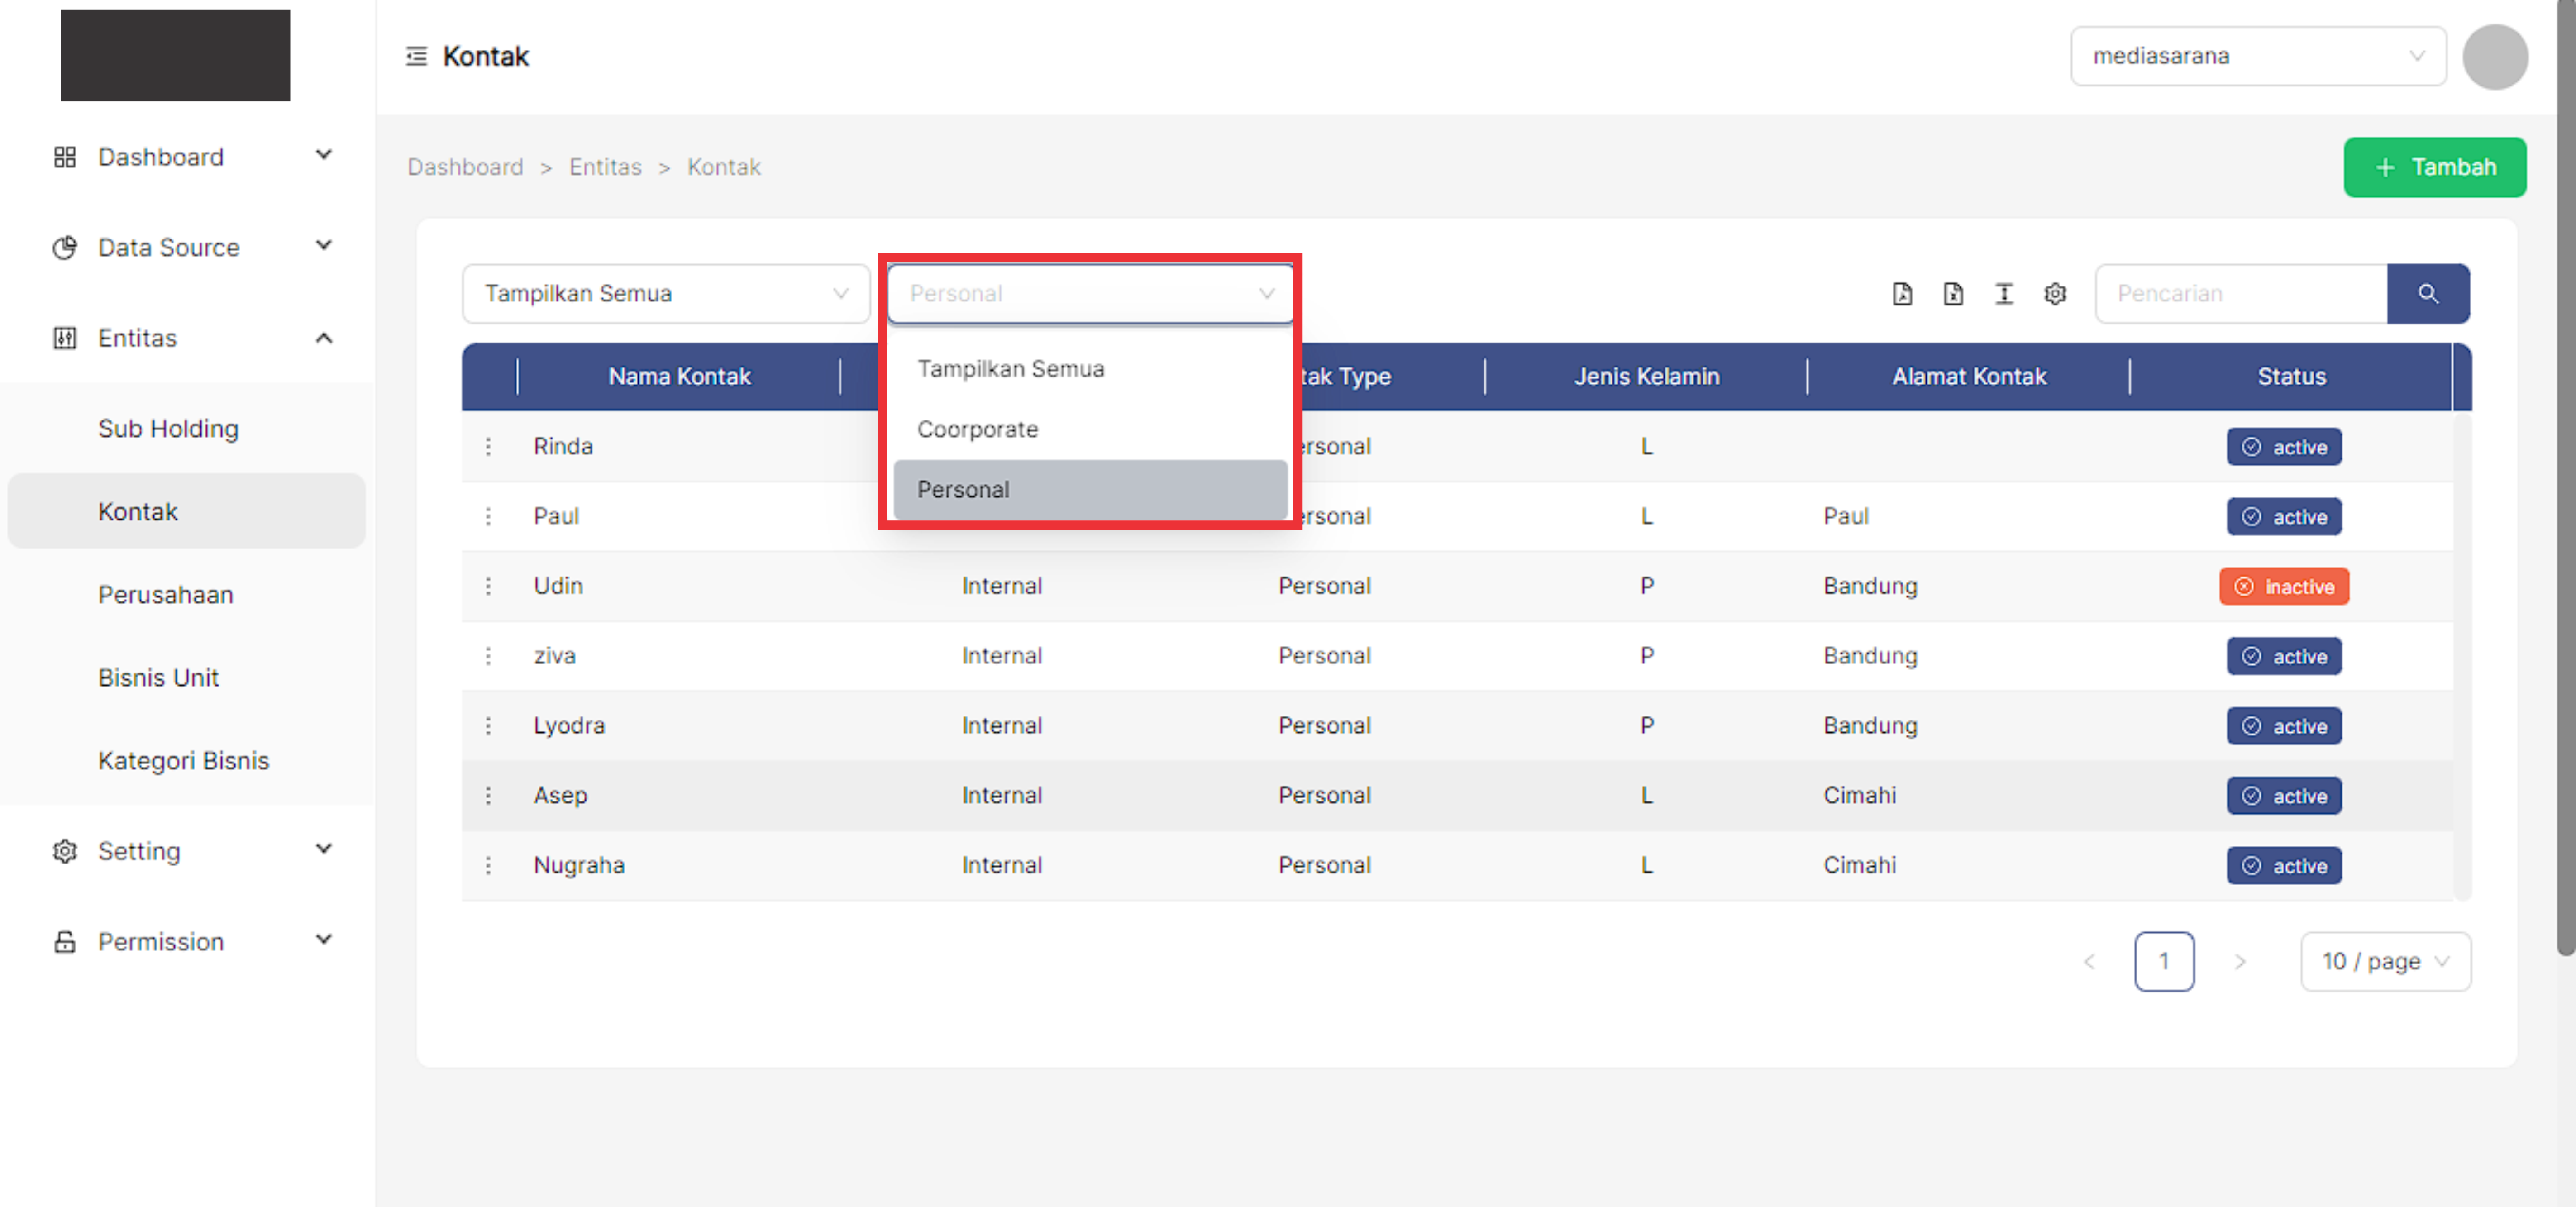 Kontak
mediasarana
Dashboard
Data Source
Entitas
Sub Holding
Kontak
Perusahaan
Bisnis Unit
Kategori Bisnis
Setting
Permission
Dashboard > Entitas > Kontak
+ Tambah
Tampilkan Semua
Personal
Pencarian
Tampilkan Semua
Coorporate
Personal
Nama Kontak tak Type Jenis Kelamin Alamat Kontak Status
Rinda ersonal L active
Paul ersonal L Paul active
Udin Internal Personal P Bandung inactive
ziva Internal Personal P Bandung active
Lyodra Internal Personal P Bandung active
Asep Internal Personal L Cimahi active
Nugraha Internal Personal L Cimahi active
< 1 > 10 / page